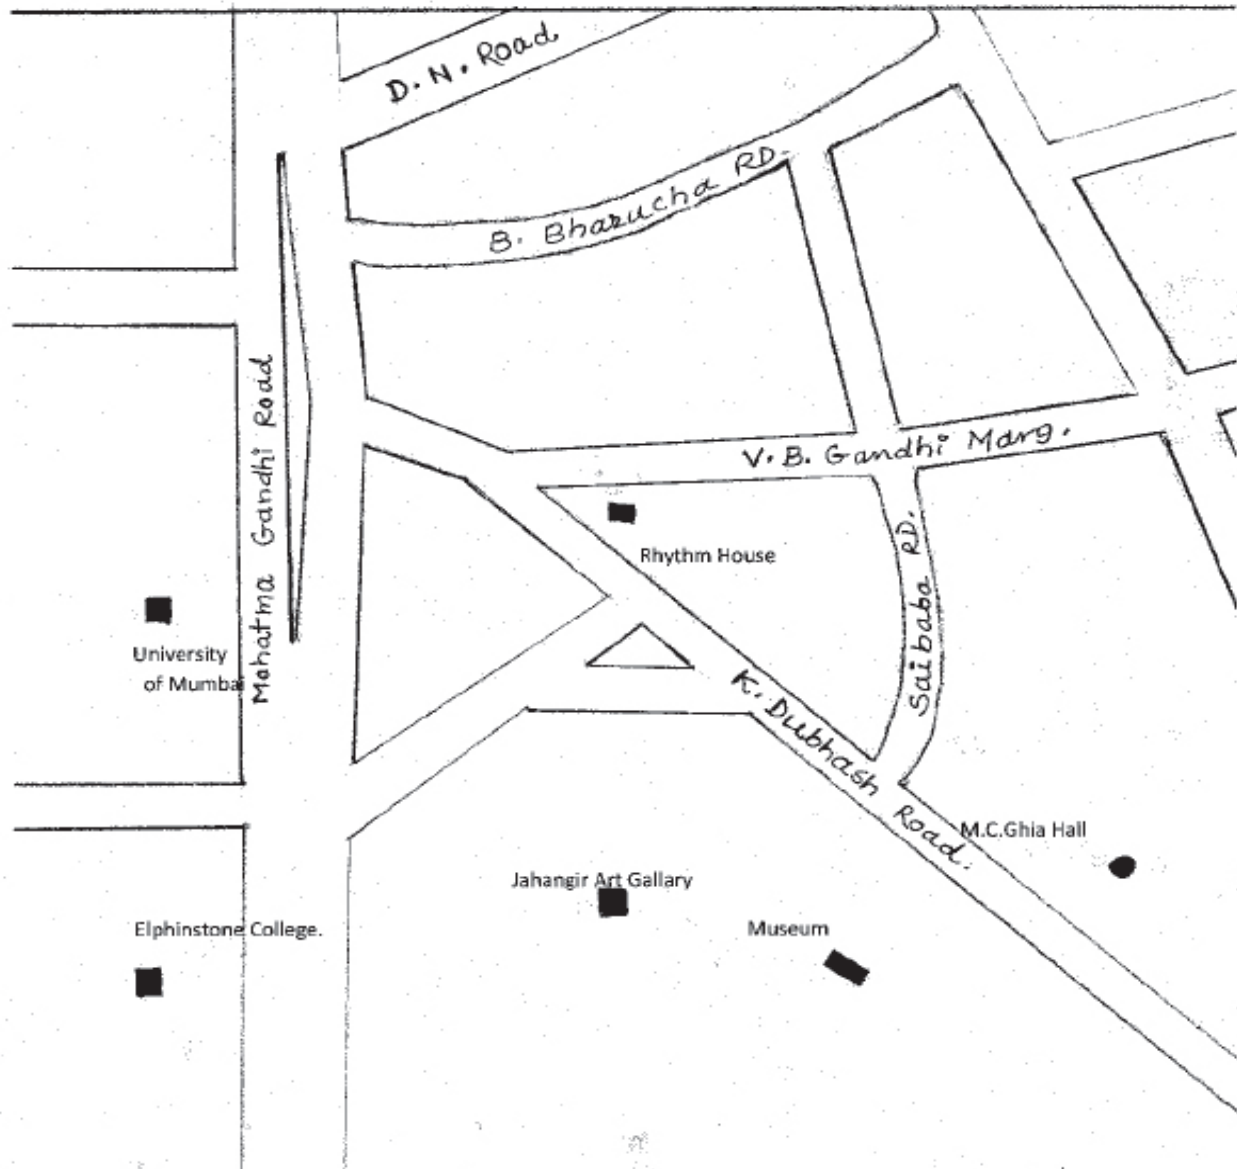 D. N. Road
B. Bharucha RD.
Mahatma Gandhi Road
V. B. Gandhi Marg.
Rhythm House
Saibaba RD.
University
of Mumbai
K. Dubhash Road.
M.C.Ghia Hall
Jahangir Art Gallary
Elphinstone College.
Museum